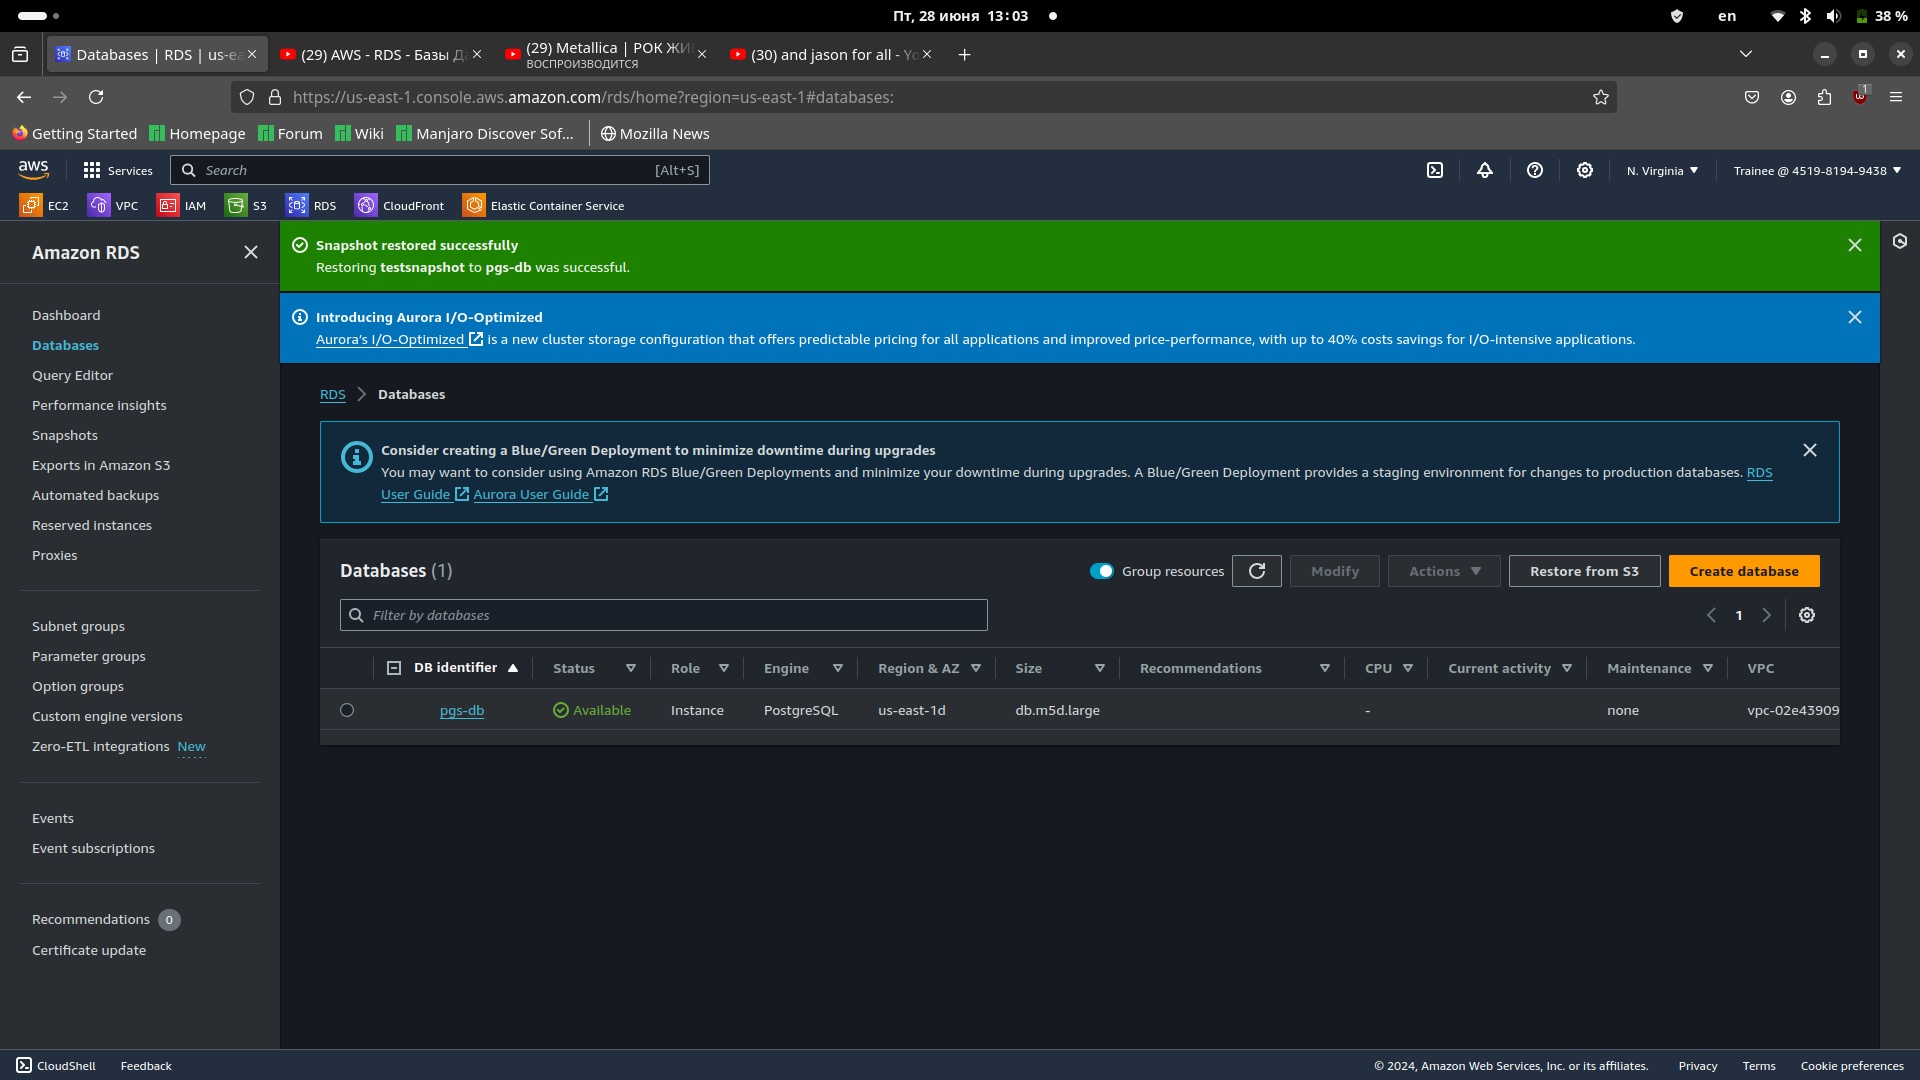 Пт, 28 июня 13:03
en
38 %
Databases | RDS | us-ea
(29) AWS - RDS - Базы Д
(29) Metallica | РОК ЖИ
ВОСПРОИЗВОДИТСЯ
(30) and jason for all - Yo
https://us-east-1.console.aws.amazon.com/rds/home?region=us-east-1#databases:
1
Getting Started
Homepage
Forum
Wiki
Manjaro Discover Sof...
Mozilla News
aws
Services
Search
[Alt+S]
N. Virginia
Trainee @ 4519-8194-9438
EC2
VPC
IAM
S3
RDS
CloudFront
Elastic Container Service
Amazon RDS
Dashboard
Databases
Query Editor
Performance insights
Snapshots
Exports in Amazon S3
Automated backups
Reserved instances
Proxies
Subnet groups
Parameter groups
Option groups
Custom engine versions
Zero-ETL integrations New
Events
Event subscriptions
Recommendations 0
Certificate update
Snapshot restored successfully
Restoring testsnapshot to pgs-db was successful.
Introducing Aurora I/O-Optimized
Aurora's I/O-Optimized is a new cluster storage configuration that offers predictable pricing for all applications and improved price-performance, with up to 40% costs savings for I/O-intensive applications.
RDS
Databases
Consider creating a Blue/Green Deployment to minimize downtime during upgrades
You may want to consider using Amazon RDS Blue/Green Deployments and minimize your downtime during upgrades. A Blue/Green Deployment provides a staging environment for changes to production databases. RDS
User Guide Aurora User Guide
Databases (1)
Group resources
Modify
Actions
Restore from S3
Create database
Filter by databases
1
DB identifier
Status
Role
Engine
Region & AZ
Size
Recommendations
CPU
Current activity
Maintenance
VPC
pgs-db
Available
Instance
PostgreSQL
us-east-1d
db.m5d.large
-
none
vpc-02e43909
CloudShell
Feedback
© 2024, Amazon Web Services, Inc. or its affiliates.
Privacy
Terms
Cookie preferences